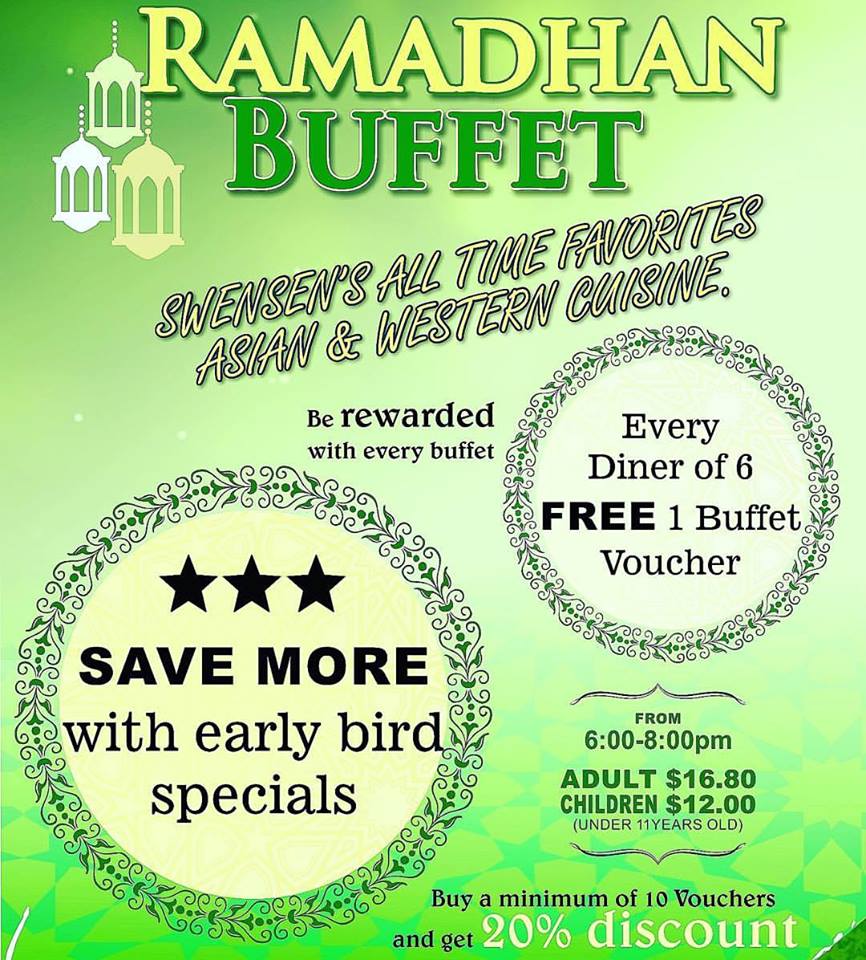 RAMADHAN
BUFFET
SWENSEN'S ALL TIME FAVORITES
ASIAN & WESTERN CUISINE.
Be rewarded
with every buffet
Every
Diner of 6
FREE 1 Buffet
Voucher
SAVE MORE
with early bird
specials
FROM
6:00-8:00pm
ADULT $16.80
CHILDREN $12.00
(UNDER 11YEARS OLD)
Buy a minimum of 10 Vouchers
and get 20% discount